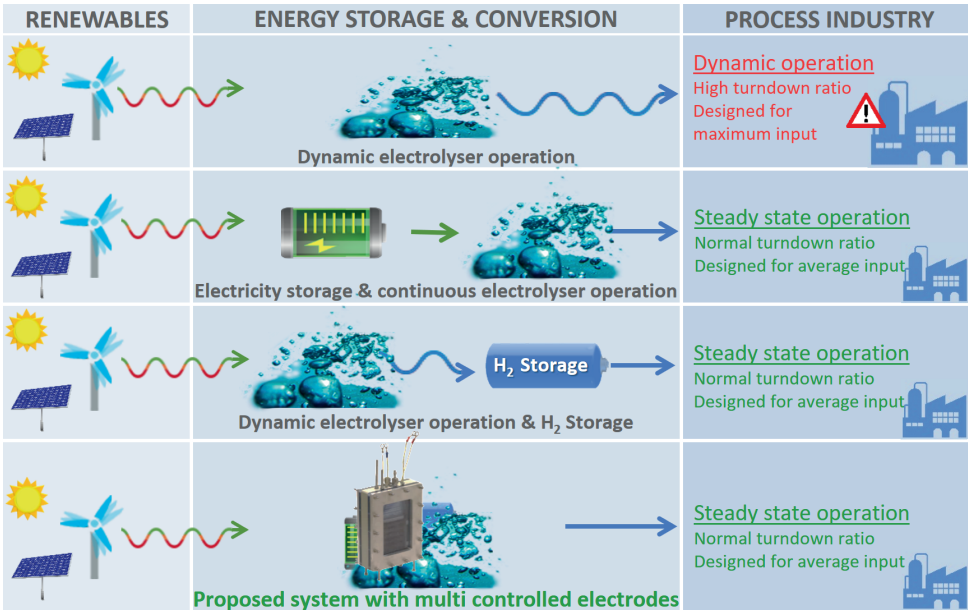 RENEWABLES
ENERGY STORAGE & CONVERSION
PROCESS INDUSTRY
Dynamic electrolyser operation
Dynamic operation
High turndown ratio
Designed for
maximum input
!
Electricity storage & continuous electrolyser operation
Steady state operation
Normal turndown ratio
Designed for average input
H₂ Storage
Dynamic electrolyser operation & H₂ Storage
Steady state operation
Normal turndown ratio
Designed for average input
Proposed system with multi controlled electrodes
Steady state operation
Normal turndown ratio
Designed for average input